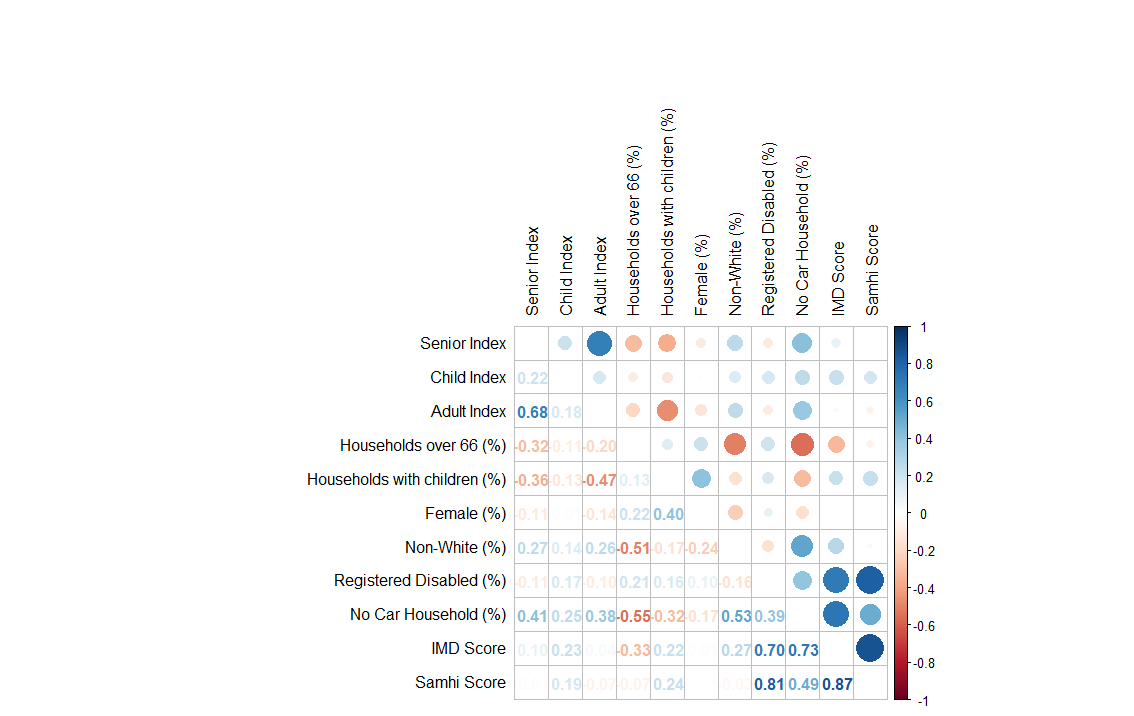 Senior Index
Child Index
Adult Index
Households over 66 (%)
Households with children (%)
Female (%)
Non-White (%)
Registered Disabled (%)
No Car Household (%)
IMD Score
Samhi Score
Senior Index
Child Index 0.22
Adult Index 0.68 0.18
Households over 66 (%) -0.32 -0.11 -0.20
Households with children (%) -0.36 -0.13 -0.47 0.13
Female (%) -0.11 -0.14 0.22 0.40
Non-White (%) 0.27 0.14 0.26 -0.51 -0.17 -0.24
Registered Disabled (%) -0.11 0.17 -0.10 0.21 0.16 0.10 -0.16
No Car Household (%) 0.41 0.25 0.38 -0.55 -0.32 -0.17 0.53 0.39
IMD Score 0.10 0.23 0.04 -0.33 0.22 0.27 0.70 0.73
Samhi Score 0.19 -0.07 -0.07 0.24 0.81 0.49 0.87
1
0.8
0.6
0.4
0.2
0
-0.2
-0.4
-0.6
-0.8
-1